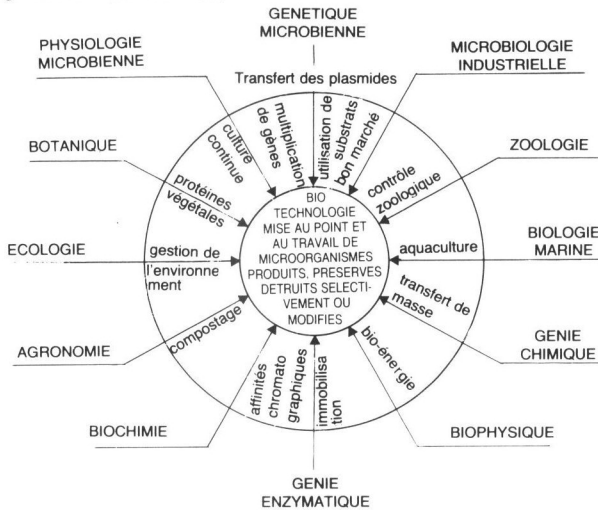 GENETIQUE
MICROBIENNE
PHYSIOLOGIE
MICROBIENNE
MICROBIOLOGIE
INDUSTRIELLE
Transfert des plasmides
BOTANIQUE
ZOOLOGIE
culture
continue
multiplication
de gènes
utilisation de
substrats
bon marché
protéines
végétales
contrôle
zoologique
BIO
TECHNOLOGIE
MISE AU POINT ET
AU TRAVAIL DE
MICROORGANISMES
PRODUITS, PRESERVES
DETRUITS SELECTI-
VEMENT OU
MODIFIES
ECOLOGIE
gestion de
l'environne
ment
aquaculture
BIOLOGIE
MARINE
compostage
transfert de
masse
AGRONOMIE
GENIE
CHIMIQUE
affinités
chromato
graphiques
immobilisa
tion
bio-énergie
BIOCHIMIE
BIOPHYSIQUE
GENIE
ENZYMATIQUE